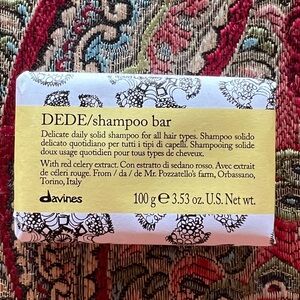 DEDE/shampoo bar
Delicate daily solid shampoo for all hair types. Shampoo solido
delicato quotidiano per tutti i tipi di capelli. Shampooing solide
doux usage quotidien pour tous types de cheveux.
With red celery extract. Con estratto di sedano rosso. Avec extrait
de céleri rouge. From / da / de Mr. Pozzatello's farm, Orbassano,
Torino, Italy
davines
100 g ℮ 3.53 oz. U.S. Net wt.